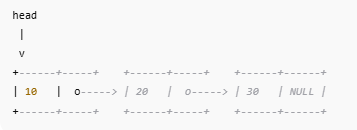 head
|
v
+------+-----+    +------+-----+    +------+------+
| 10   |  o-----> | 20   |  o-----> | 30   | NULL |
+------+-----+    +------+-----+    +------+------+